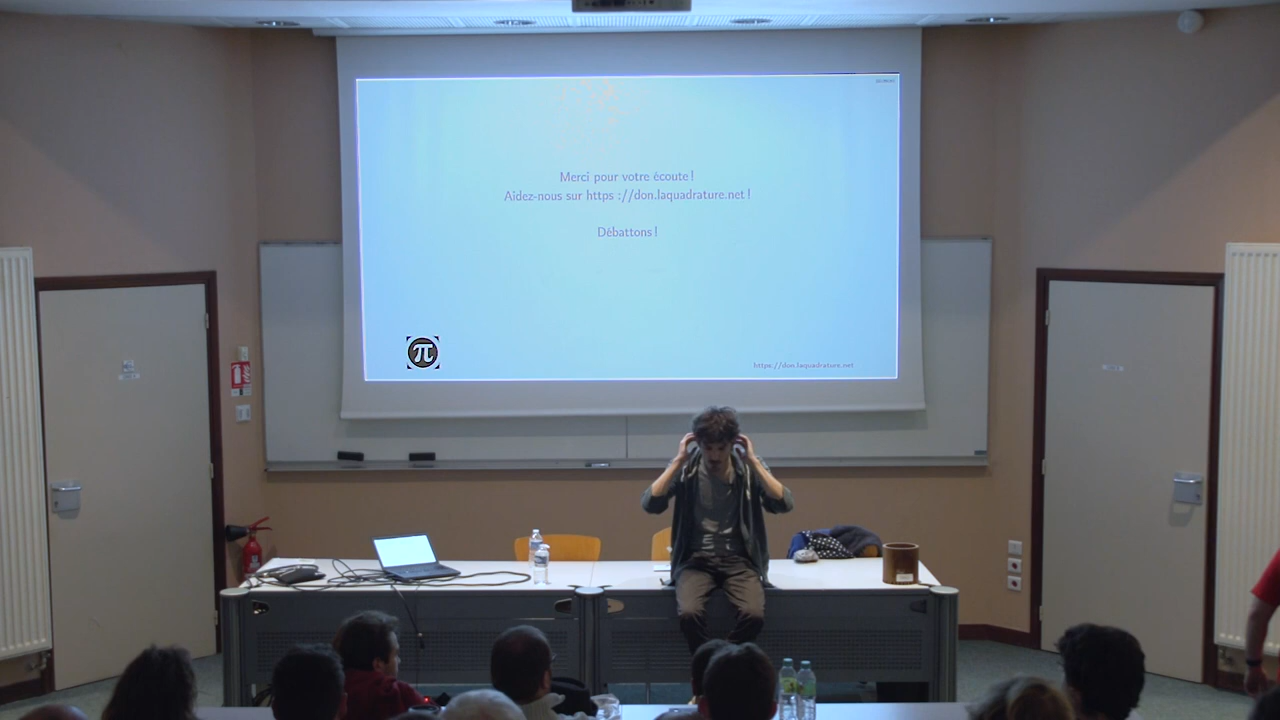 Merci pour votre écoute !
Aidez-nous sur https ://don.laquadrature.net !
Débattons !
π
https://don.laquadrature.net